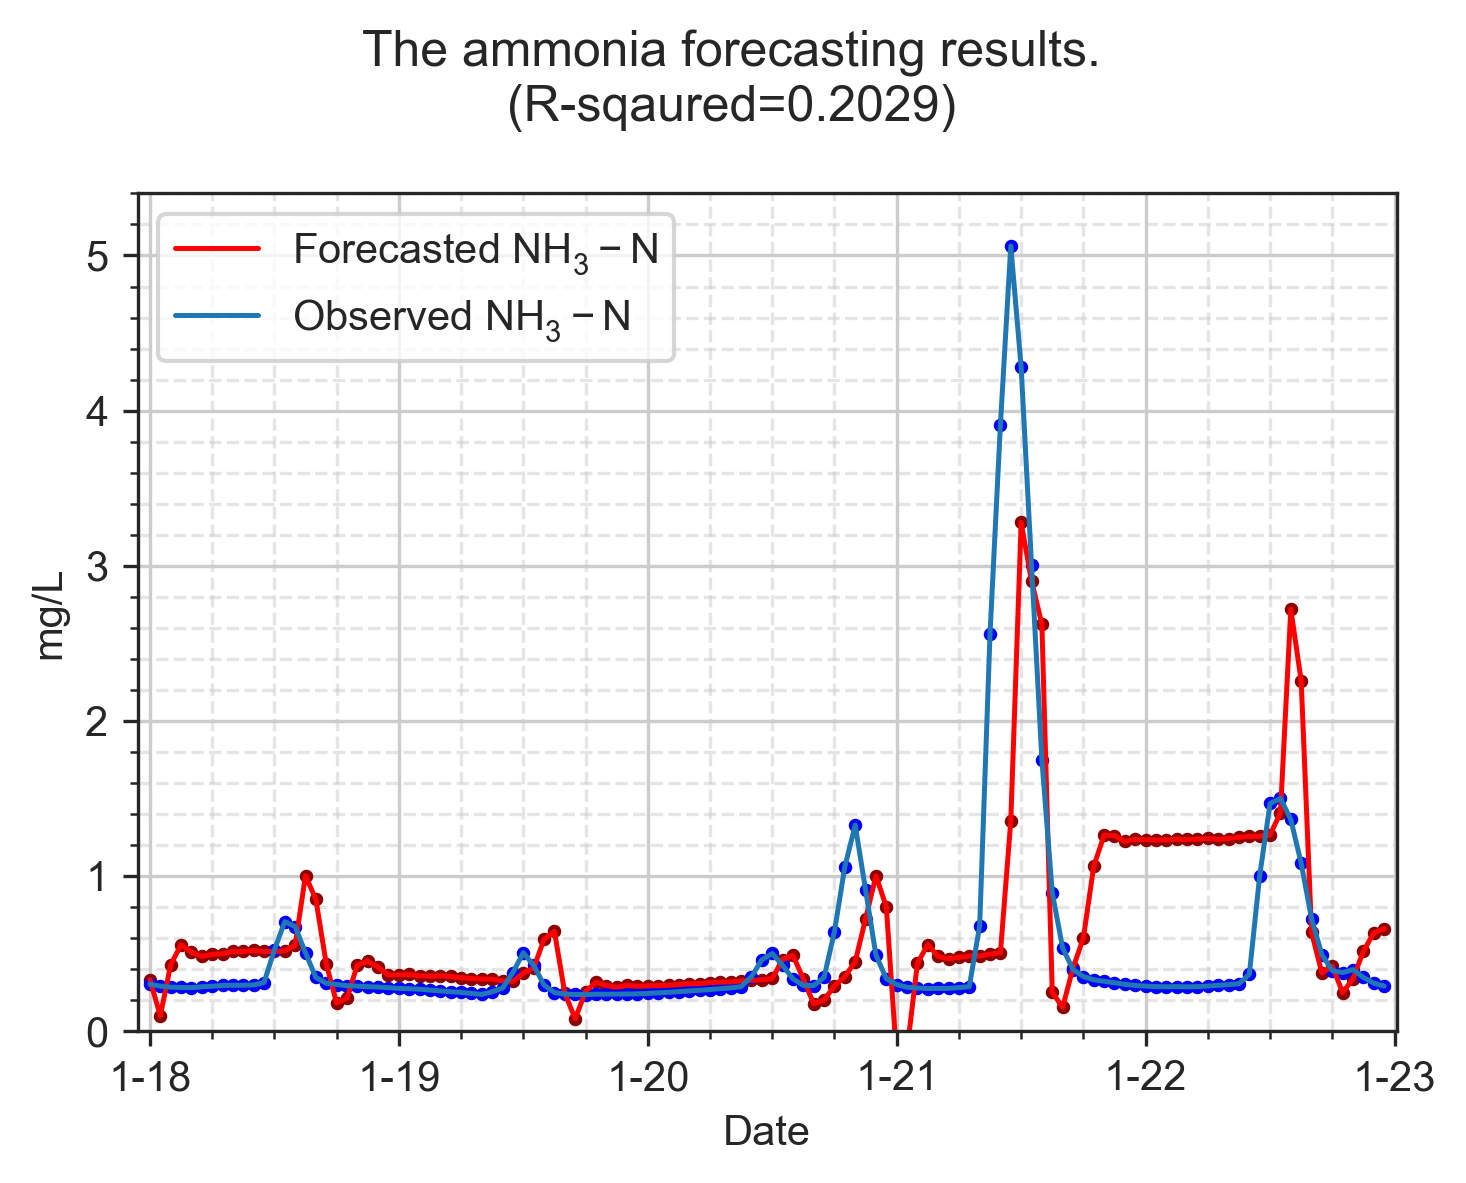 The ammonia forecasting results.
(R-sqaured=0.2029)
Forecasted NH₃ − N
Observed NH₃ − N
5
4
3
2
1
0
mg/L
1-18 1-19 1-20 1-21 1-22 1-23
Date